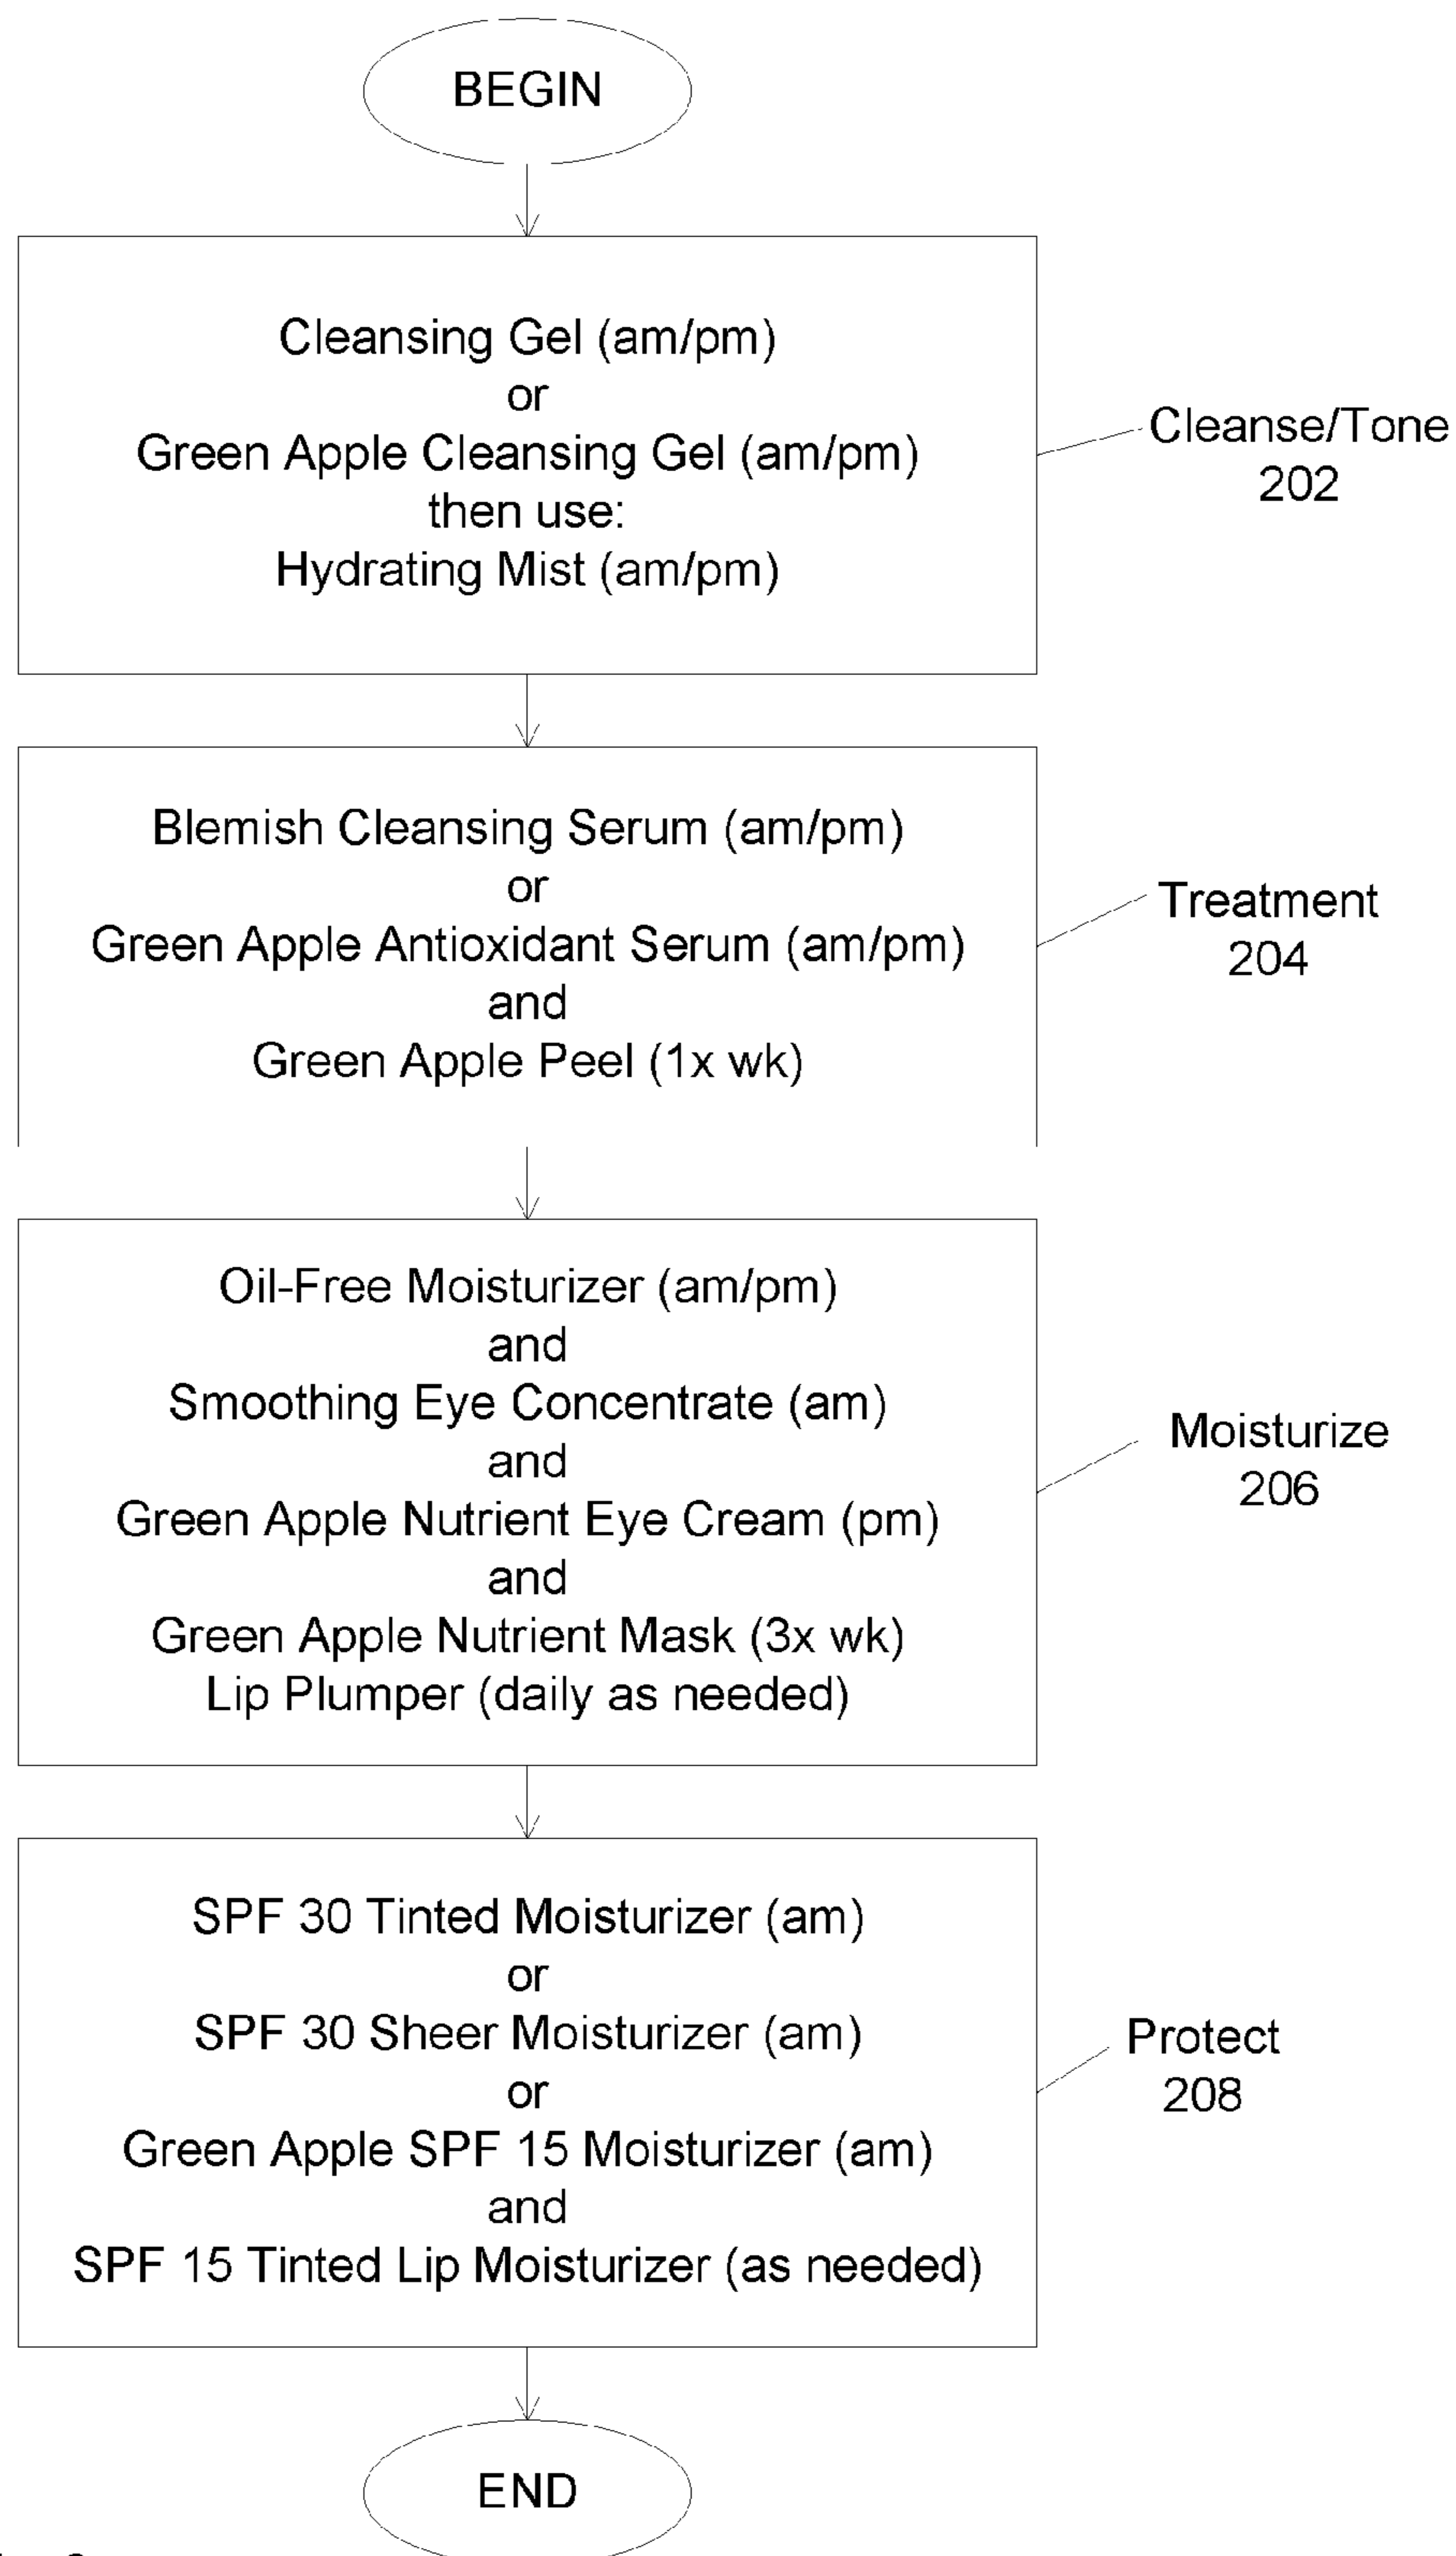 BEGIN
Cleansing Gel (am/pm)
or
Green Apple Cleansing Gel (am/pm)
then use:
Hydrating Mist (am/pm)
Cleanse/Tone
202
Blemish Cleansing Serum (am/pm)
or
Green Apple Antioxidant Serum (am/pm)
and
Green Apple Peel (1x wk)
Treatment
204
Oil-Free Moisturizer (am/pm)
and
Smoothing Eye Concentrate (am)
and
Green Apple Nutrient Eye Cream (pm)
and
Green Apple Nutrient Mask (3x wk)
Lip Plumper (daily as needed)
Moisturize
206
SPF 30 Tinted Moisturizer (am)
or
SPF 30 Sheer Moisturizer (am)
or
Green Apple SPF 15 Moisturizer (am)
and
SPF 15 Tinted Lip Moisturizer (as needed)
Protect
208
END